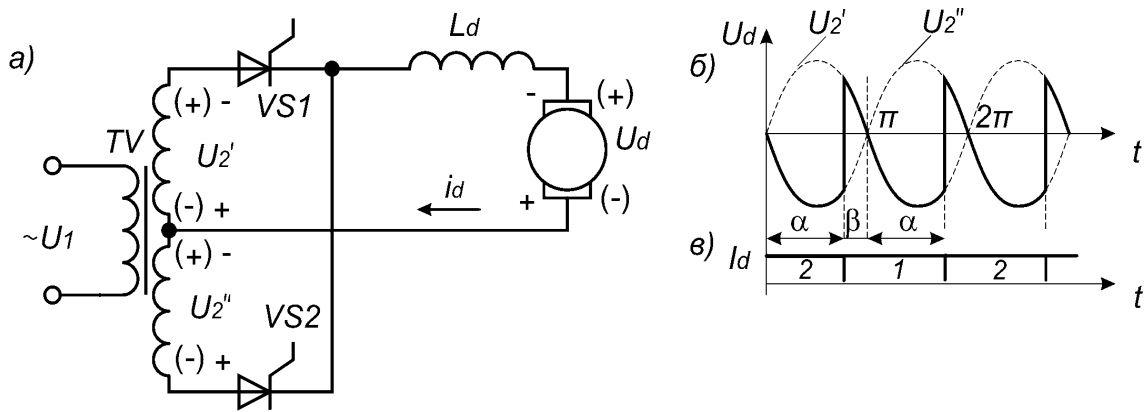 а)
TV
~U1
(+) -
U2'
(-) +
(+) -
U2"
(-) +
VS1
VS2
Ld
- (+)
Ud
+ (-)
id
б)
Ud
U2'
U2"
π
2π
t
α
β
α
в)
Id
2
1
2
t